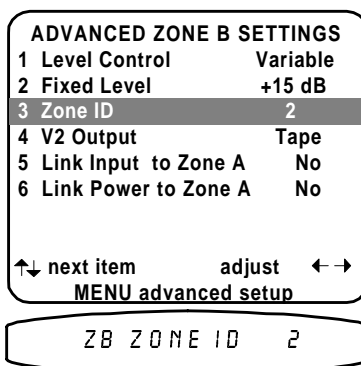 ADVANCED ZONE B SETTINGS
1 Level Control Variable
2 Fixed Level +15 dB
3 Zone ID 2
4 V2 Output Tape
5 Link Input to Zone A No
6 Link Power to Zone A No
↑↓ next item adjust ←→
MENU advanced setup
ZB ZONE ID 2